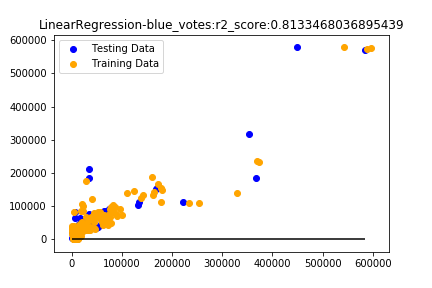 LinearRegression-blue_votes:r2_score:0.8133468036895439
600000
Testing Data
Training Data
500000
400000
300000
200000
100000
0
0 100000 200000 300000 400000 500000 600000